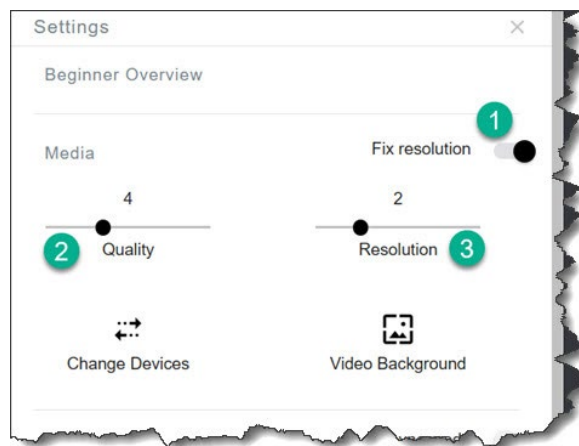 Settings
Beginner Overview
1
Media
Fix resolution
4
2
2
Quality
Resolution
3
Change Devices
Video Background